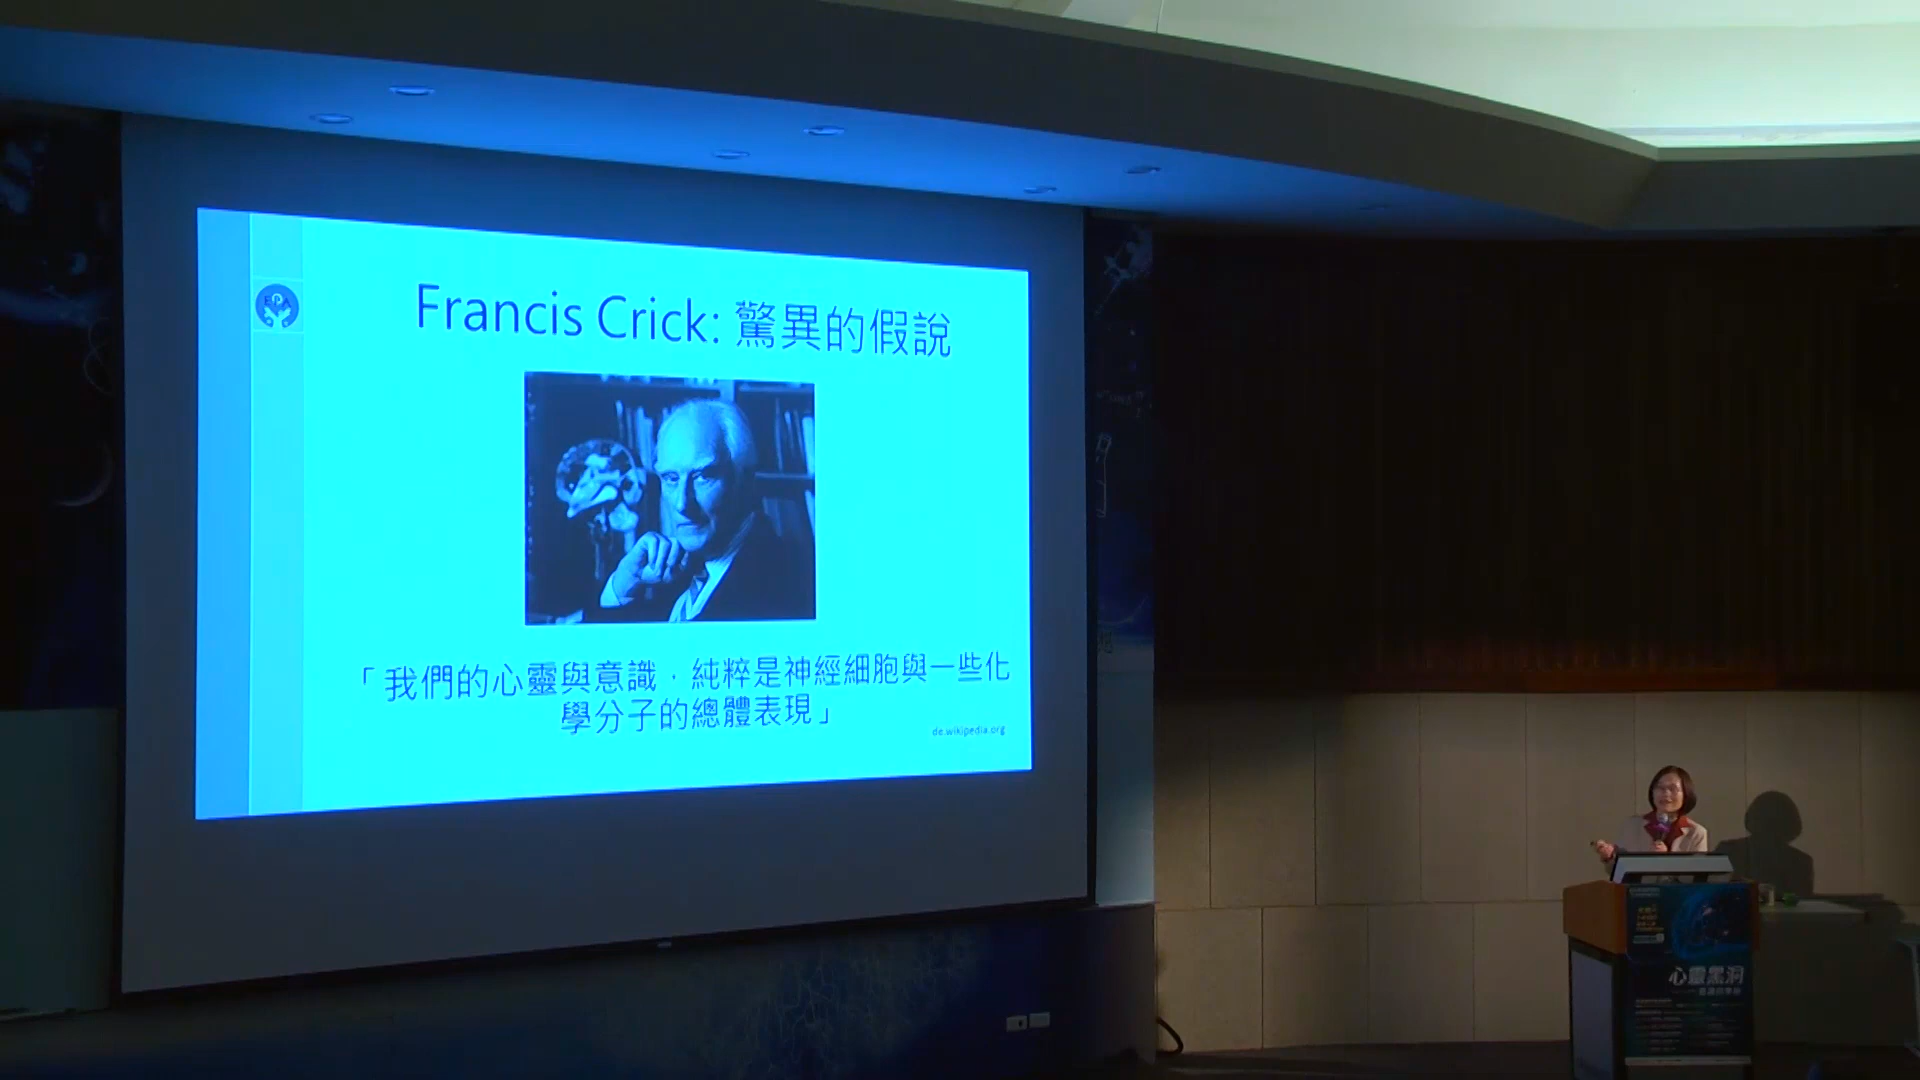 EPA
Francis Crick: 驚異的假說
「我們的心靈與意識，純粹是神經細胞與一些化
學分子的總體表現」
de.wikipedia.org
心靈黑洞